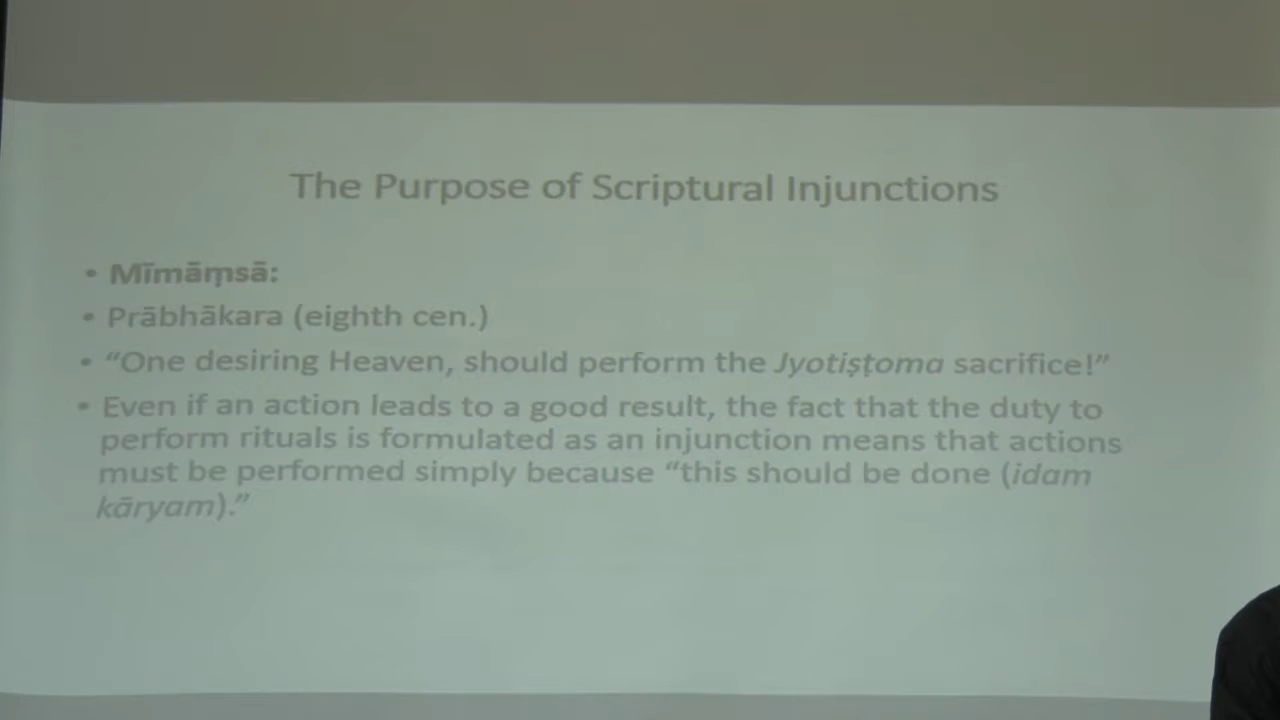 The Purpose of Scriptural Injunctions
• Mīmāṃsā:
• Prābhākara (eighth cen.)
• “One desiring Heaven, should perform the Jyotiṣṭoma sacrifice!”
• Even if an action leads to a good result, the fact that the duty to
perform rituals is formulated as an injunction means that actions
must be performed simply because “this should be done (idam
kāryam).”